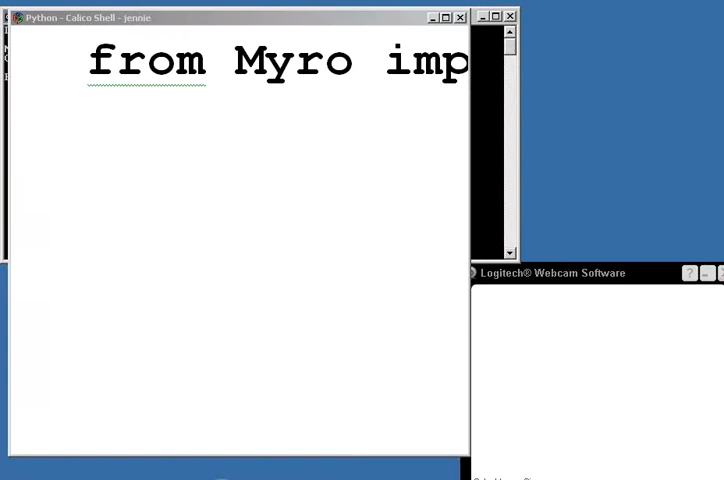 Python - Calico Shell - jennie
from Myro imp
Logitech® Webcam Software
?